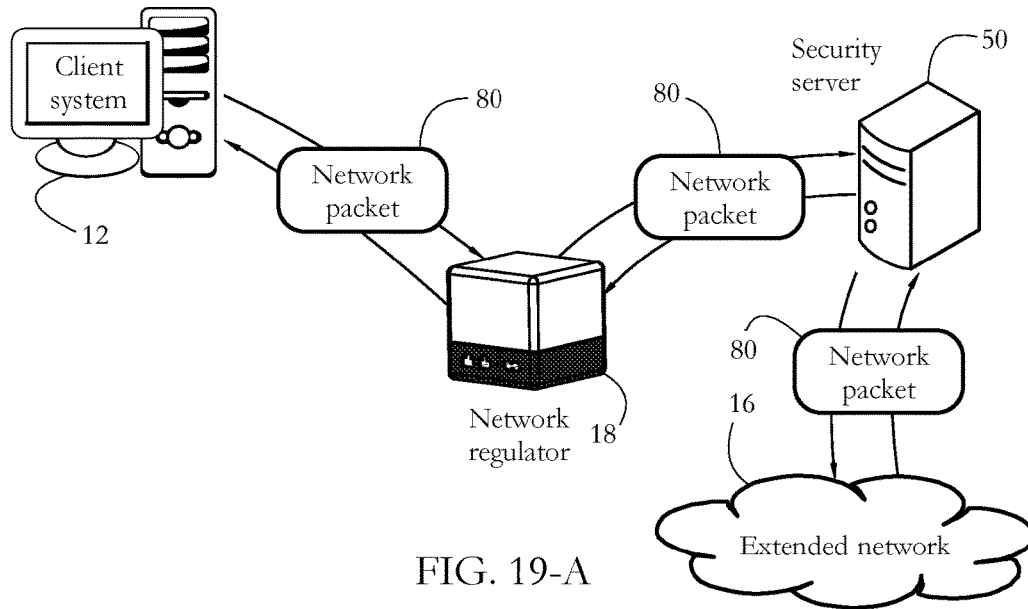 Client
system
12
80
Network
packet
80
Network
packet
Security
server
50
Network
regulator
18
80
Network
packet
16
Extended network
FIG. 19-A